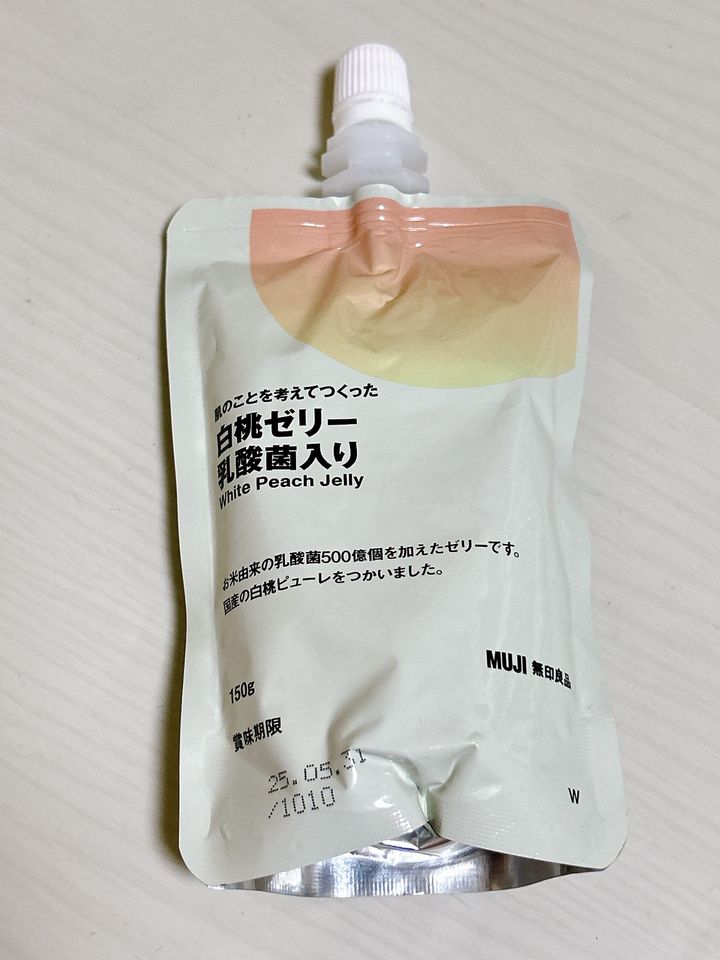 肌のことを考えてつくった
白桃ゼリー
乳酸菌入り
White Peach Jelly
お米由来の乳酸菌500億個を加えたゼリーです。
国産の白桃ピューレをつかいました。
MUJI 無印良品
150g
賞味期限
25.05.31
/1010
W